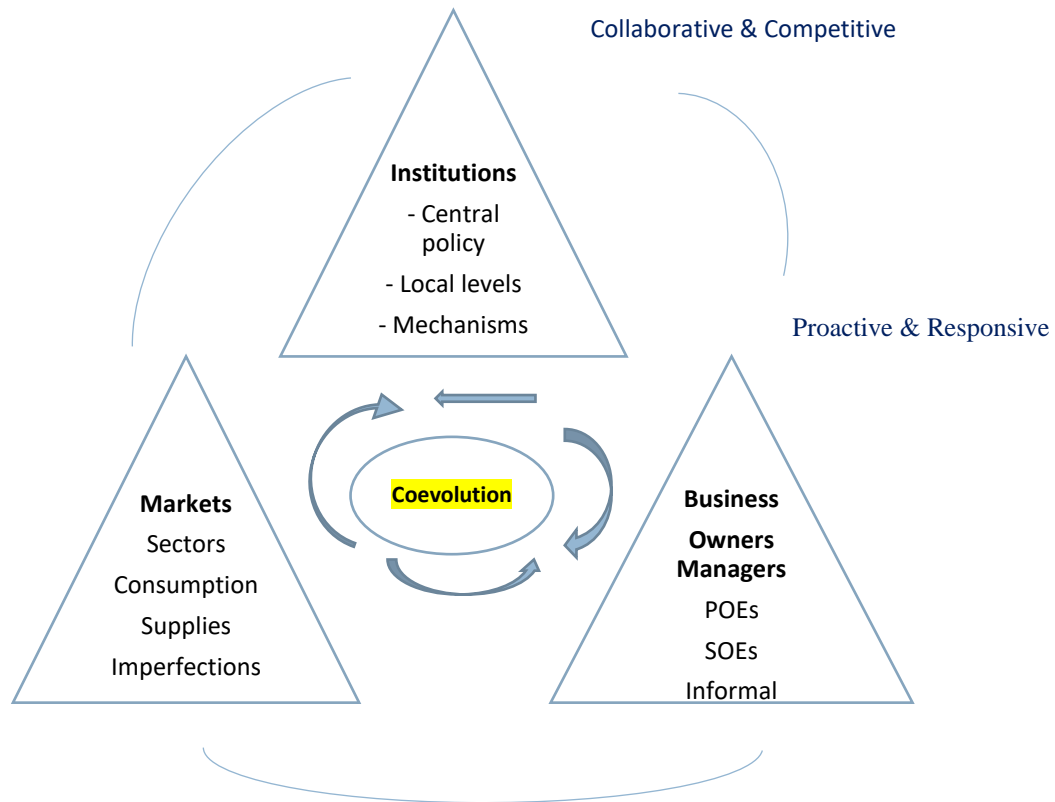 Collaborative & Competitive
Institutions
- Central
policy
- Local levels
- Mechanisms
Proactive & Responsive
Markets
Sectors
Consumption
Supplies
Imperfections
Coevolution
Business
Owners
Managers
POEs
SOEs
Informal